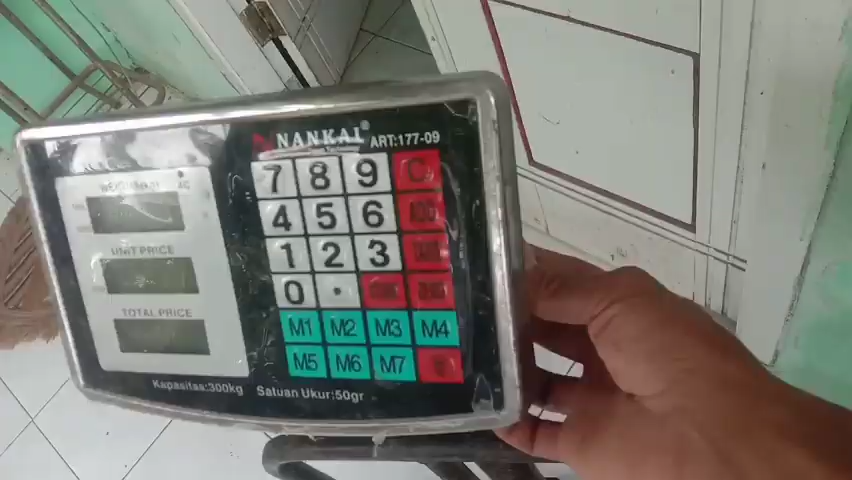 NANKAI® ART:177-09
UNIT PRICE
TOTAL PRICE
7 8 9 C
4 5 6 ADD
1 2 3
0 .
M1 M2 M3 M4
M5 M6 M7
Kapasitas:300kg Satuan Ukur:50gr